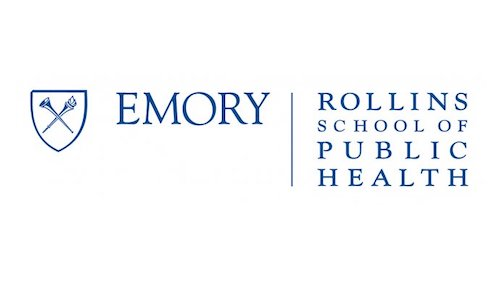 EMORY
ROLLINS
SCHOOL OF
PUBLIC
HEALTH